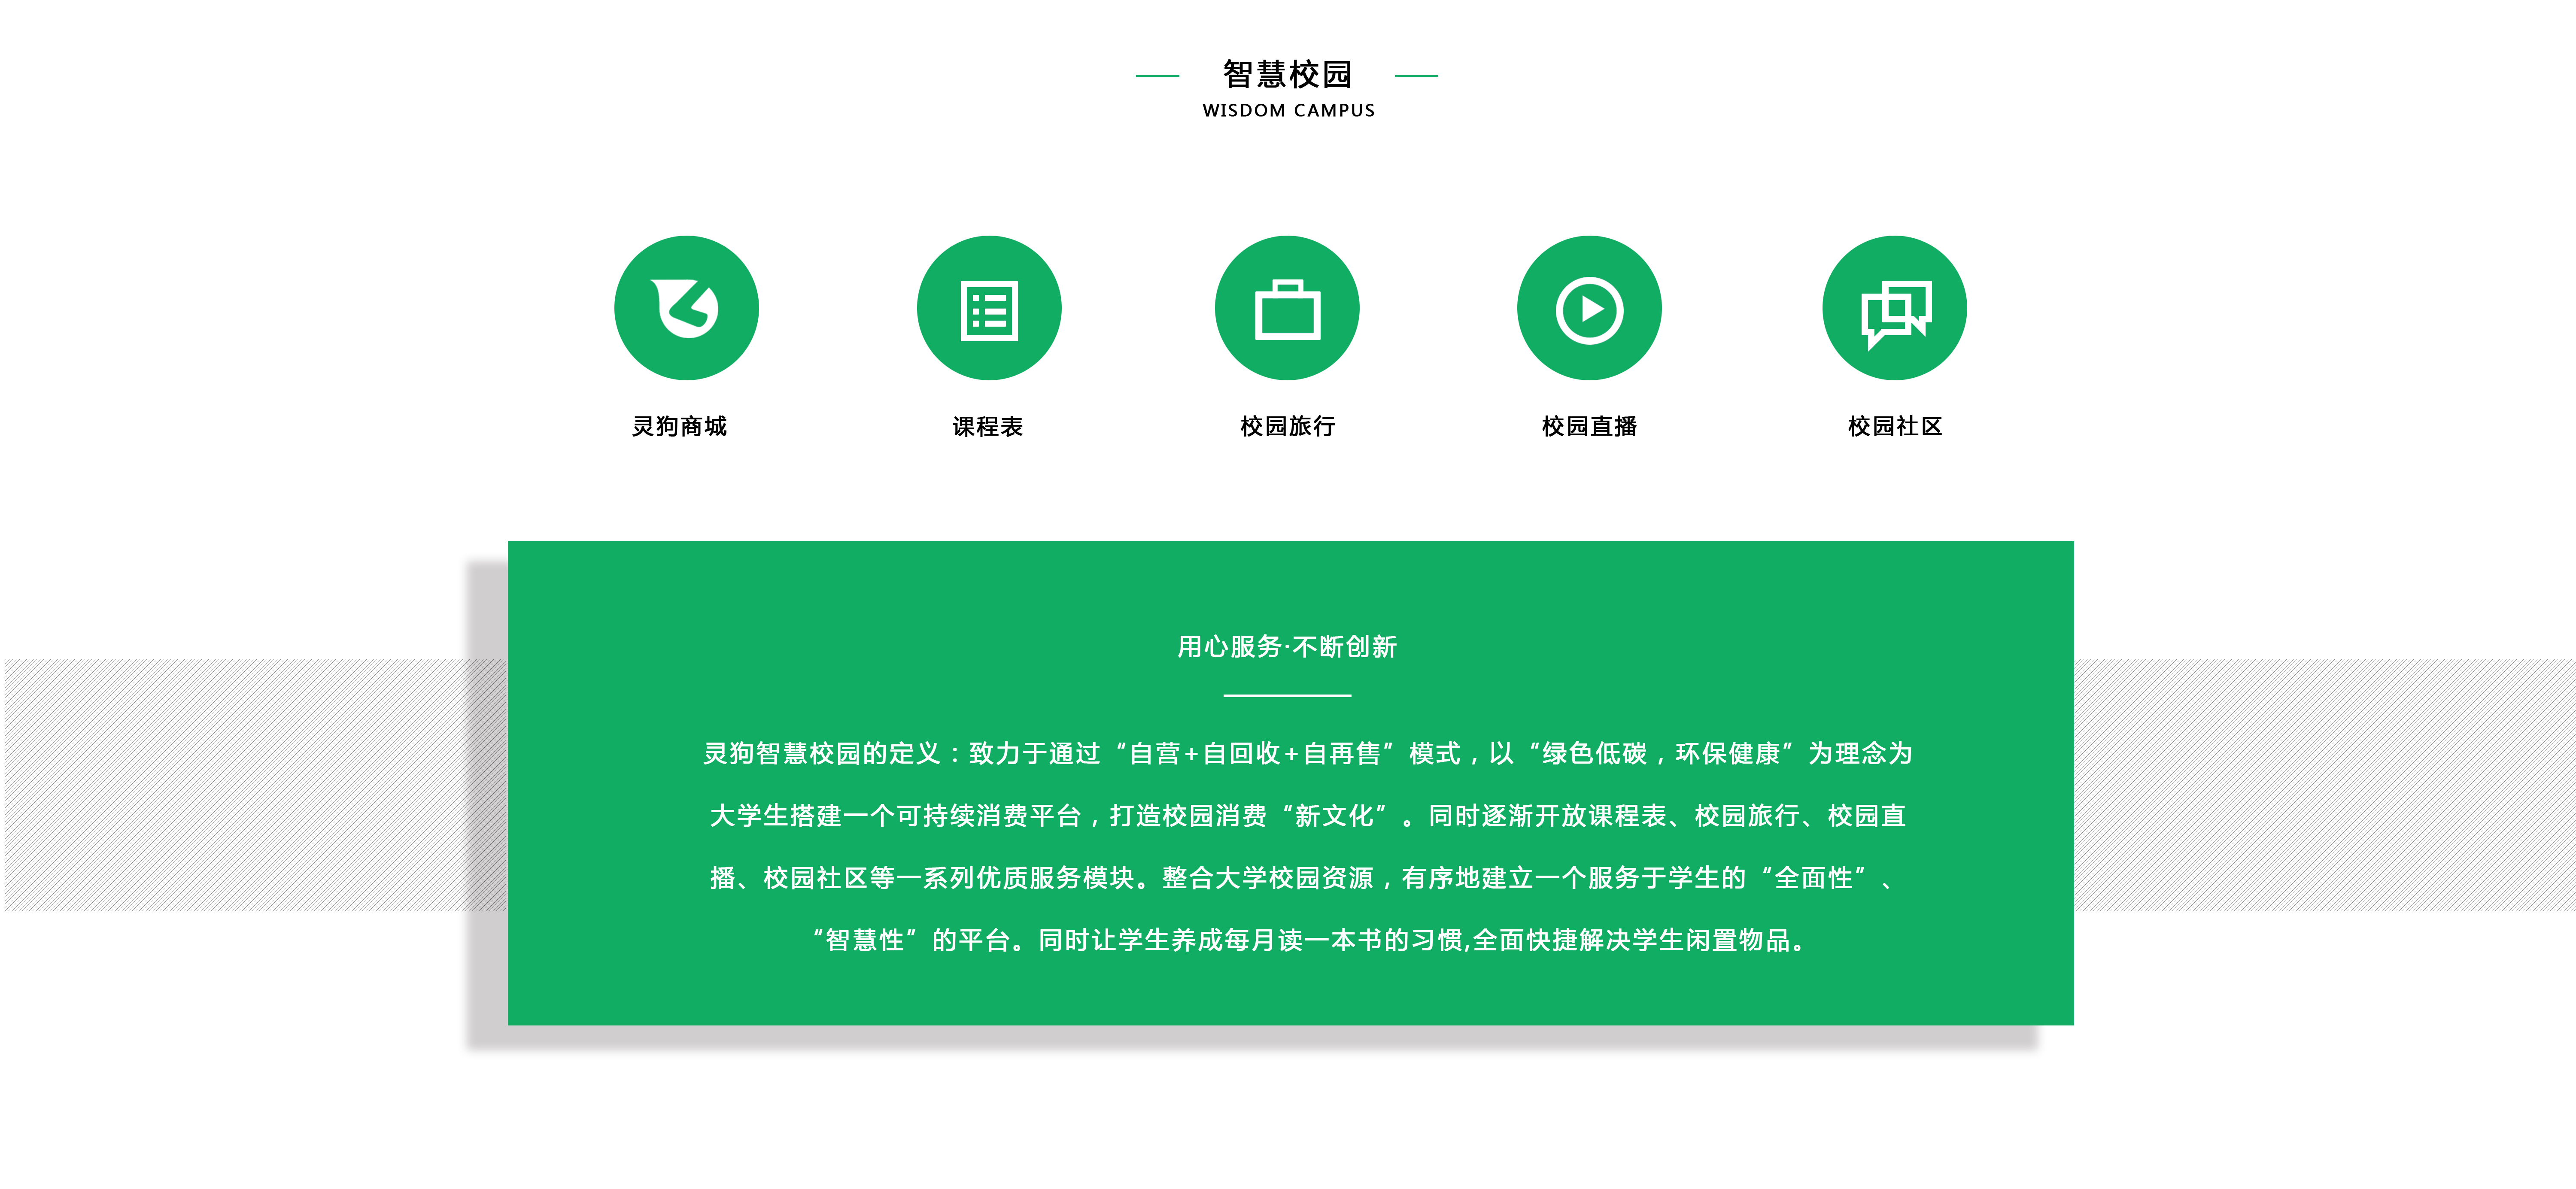 智慧校园
WISDOM CAMPUS
灵狗商城
课程表
校园旅行
校园直播
校园社区
用心服务·不断创新
灵狗智慧校园的定义：致力于通过“自营+自回收+自再售”模式，以“绿色低碳，环保健康”为理念为
大学生搭建一个可持续消费平台，打造校园消费“新文化”。同时逐渐开放课程表、校园旅行、校园直
播、校园社区等一系列优质服务模块。整合大学校园资源，有序地建立一个服务于学生的“全面性”、
“智慧性”的平台。同时让学生养成每月读一本书的习惯,全面快捷解决学生闲置物品。